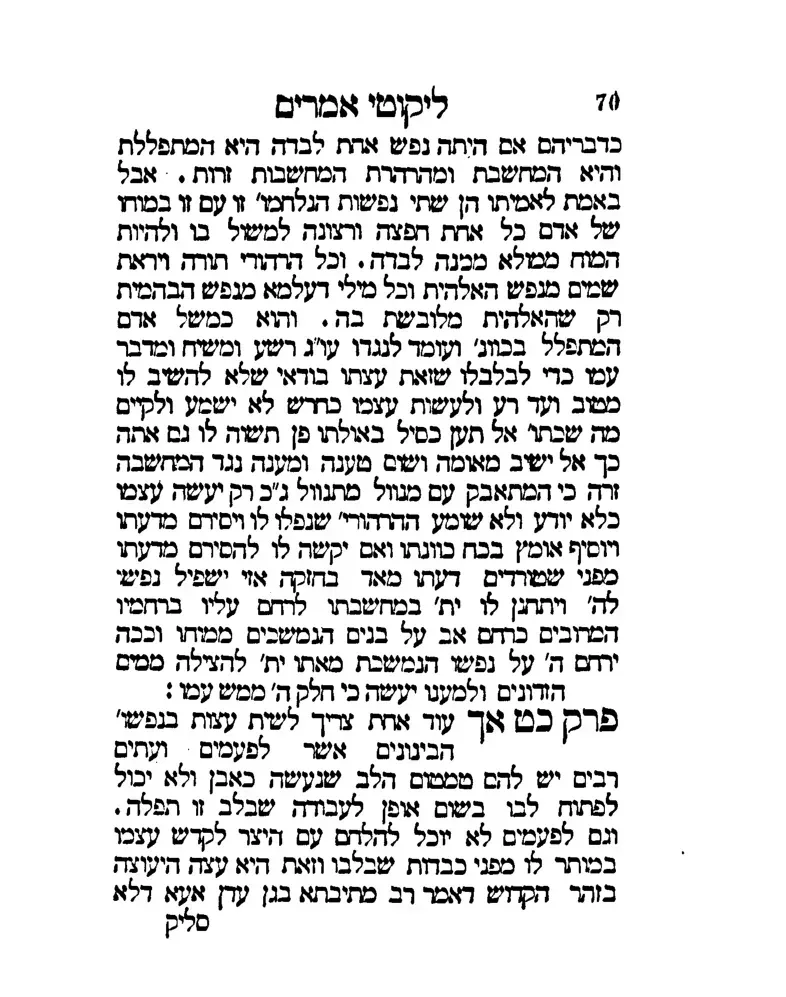 70 ליקוטי אמרים
כדבריהם אם היתה נפש אחת לבדה היא המתפללת
והיא המחשבת ומהרהרת המחשבות זרות. אבל
באמת לאמיתו הן שתי נפשות הנלחמו' זו עם זו במוחו
של אדם כל אחת חפצה ורצונה למשול בו ולהיות
המוח ממולא ממנה לבדה. וכל הרהורי תורה ויראת
שמים מנפש האלהית וכל מילי דעלמא מנפש הבהמית
רק שהאלהית מלובשת בה. והוא כמשל אדם
המתפלל בכוונ' ועומד לנגדו עו"ג רשע ומשיח ומדבר
עמו כדי לבלבלו שזאת עצתו בודאי שלא להשיב לו
מטוב ועד רע ולעשות עצמו כחרש לא ישמע ולקיים
מה שכתו' אל תען כסיל באולתו פן תשוה לו גם אתה
כך אל ישיב מאומה ושום טענה ומענה נגד המחשבה
זרה כי המתאבק עם מנוול מתנוול ג"כ רק יעשה עצמו
כלא יודע ולא שומע ההרהורי' שנפלו לו ויסירם מדעתו
ויוסיף אומץ בכח כוונתו ואם יקשה לו להסירם מדעתו
מפני שטורדים דעתו מאד בחזקה אזי ישפיל נפשו
לה' ויתחנן לו ית' במחשבתו לרחם עליו ברחמיו
המרובים כרחם אב על בנים הנמשכים ממוחו וככה
ירחם ה' על נפשו הנמשכת מאתו ית' להצילה ממים
הזדונים ולמענו יעשה כי חלק ה' ממש עמו:
פרק כט אך עוד אחת צריך לשית עצות בנפשו'
הבינונים אשר לפעמים ועתים
רבים יש להם טמטום הלב שנעשה כאבן ולא יכול
לפתוח לבו בשום אופן לעבודה שבלב זו תפלה.
וגם לפעמים לא יוכל להלחם עם היצר לקדש עצמו
במותר לו מפני כבדות שבלבו וזאת היא עצה היעוצה
בזהר הקדוש דאמר רב מתיבתא בגן עדן אעא דלא
סליק